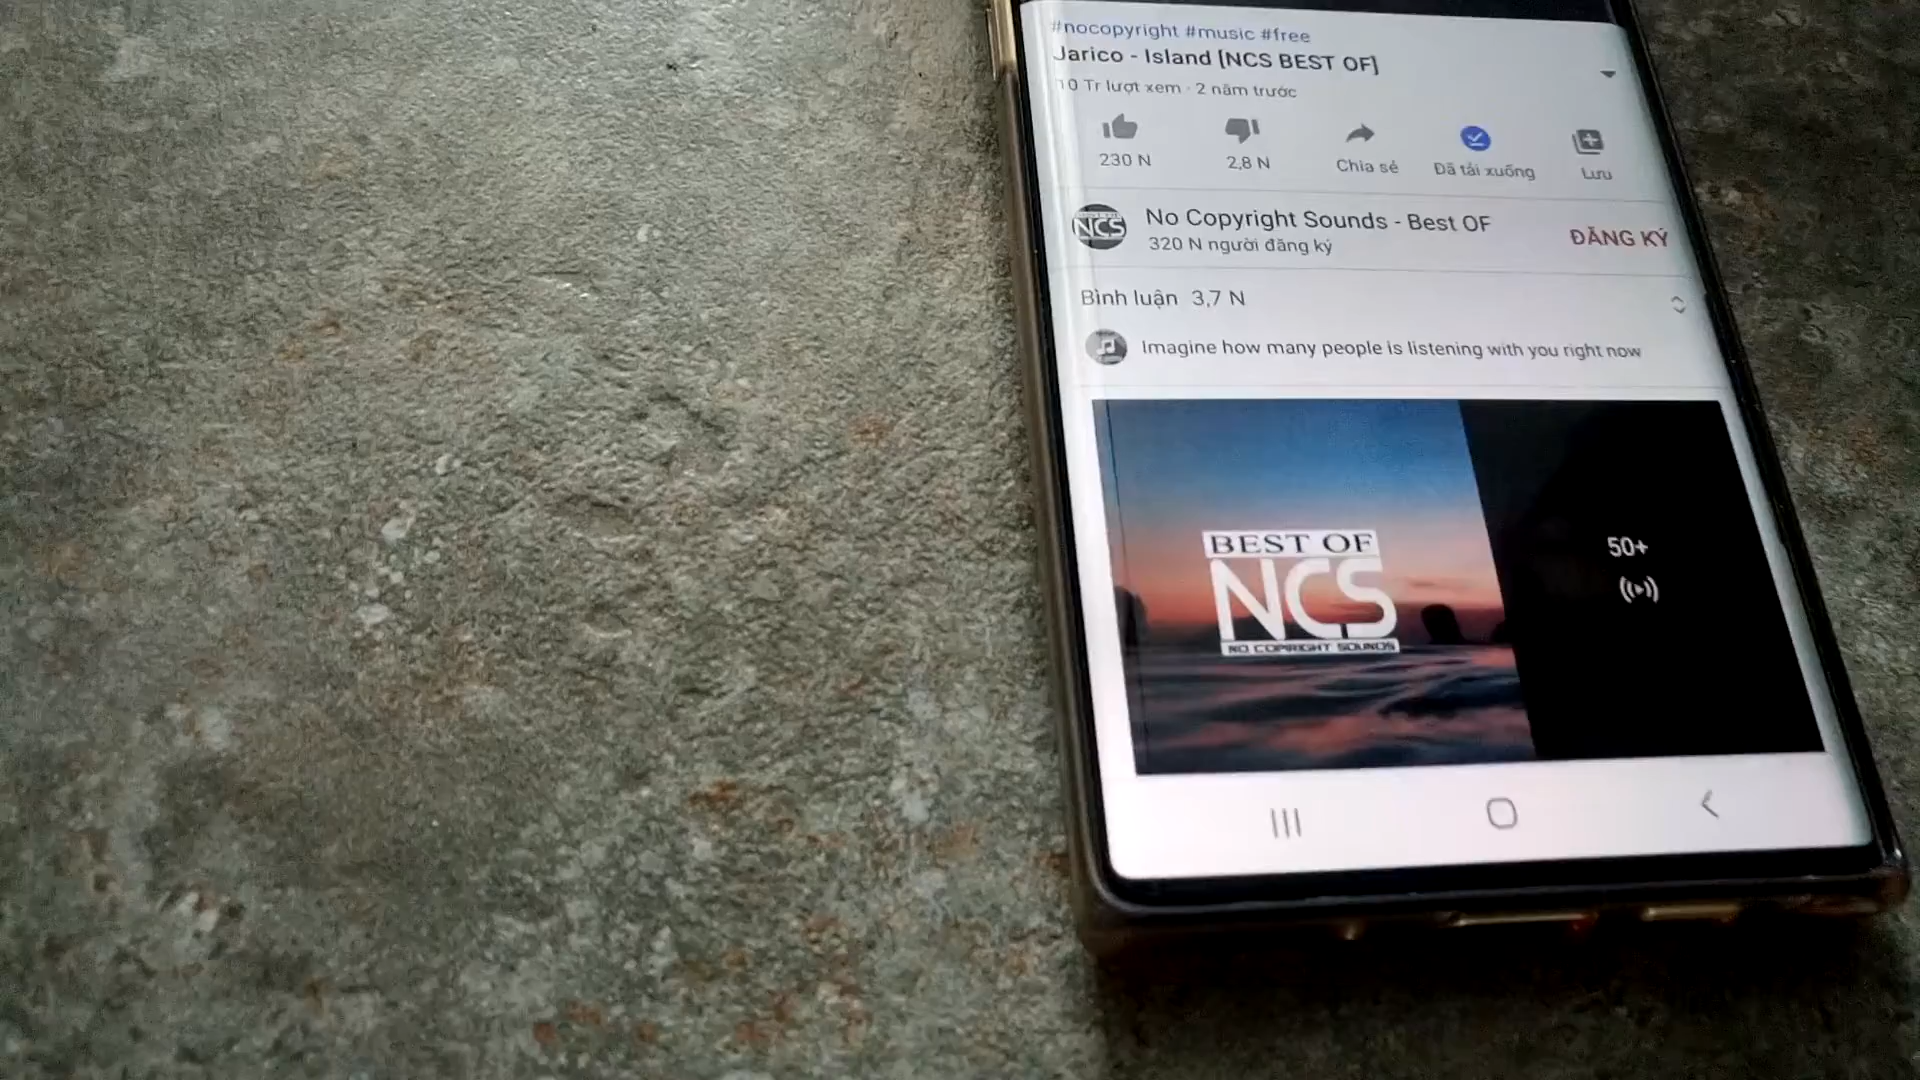 #nocopyright #music #free
Jarico - Island [NCS BEST OF]
10 Tr lượt xem · 2 năm trước
230 N
2,8 N
Chia sẻ
Đã tải xuống
Lưu
NCS
No Copyright Sounds - Best OF
320 N người đăng ký
ĐĂNG KÝ
Bình luận 3,7 N
Imagine how many people is listening with you right now
BEST OF
NCS
NO COPYRIGHT SOUNDS
50+